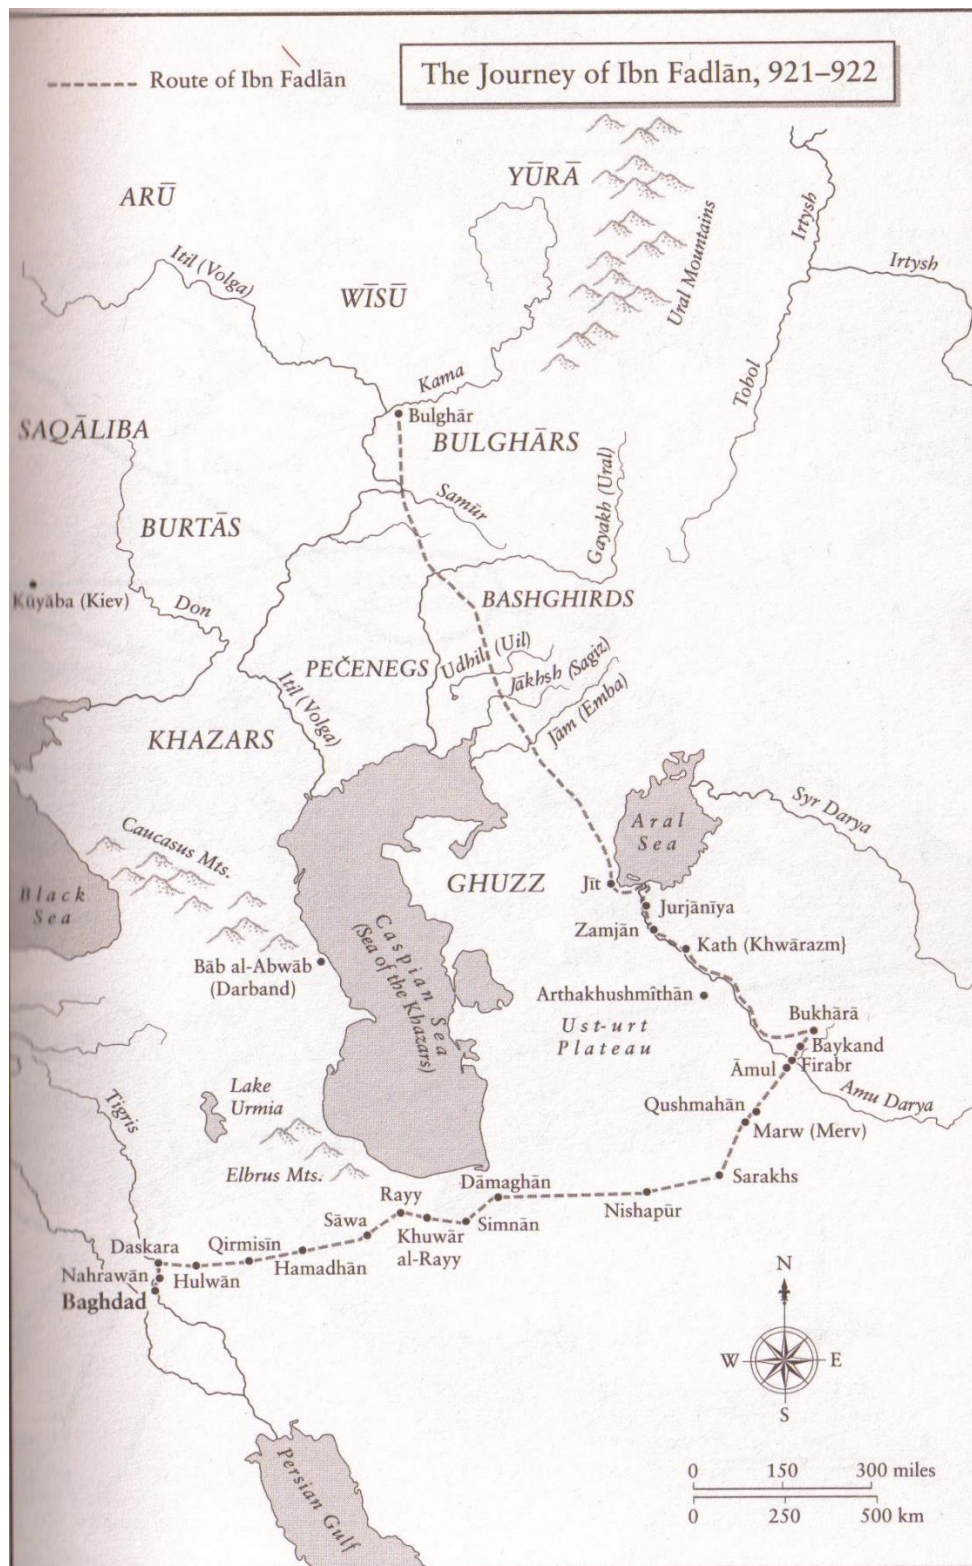 Route of Ibn Fadlān
The Journey of Ibn Fadlān, 921–922
YŪRĀ
ARŪ
Irtysh
Ural Mountains
Itil (Volga)
Irtysh
WĪSŪ
Tobol
Kama
Bulghār
SAQĀLIBA
BULGHĀRS
Gayakh (Ural)
Samūr
BURTĀS
Kūyāba (Kiev)
Don
BASHGHIRDS
Udhil (Uil)
PEČENEGS
Jākhsh (Sagiz)
Itil (Volga)
Jām (Emba)
KHAZARS
Syr Darya
Aral
Sea
Caucasus Mts.
GHUZZ
Jīt
Black
Sea
Jurjānīya
Zamjān
Kath (Khwārazm}
Caspian Sea
(Sea of the Khazars)
Bāb al-Abwāb
(Darband)
Arthakhushmîthān
Ust-urt
Plateau
Bukhārā
Baykand
Firabr
Āmul
Amu Darya
Lake
Urmia
Tigris
Qushmahān
Marw (Merv)
Elbrus Mts.
Dāmaghān
Sarakhs
Rayy
Nishapūr
Sāwa
Simnān
Khuwār
al-Rayy
Daskara
Qirmisīn
Hamadhān
Nahrawān
Hulwān
Baghdad
N
W
E
S
Persian Gulf
0 150 300 miles
0 250 500 km